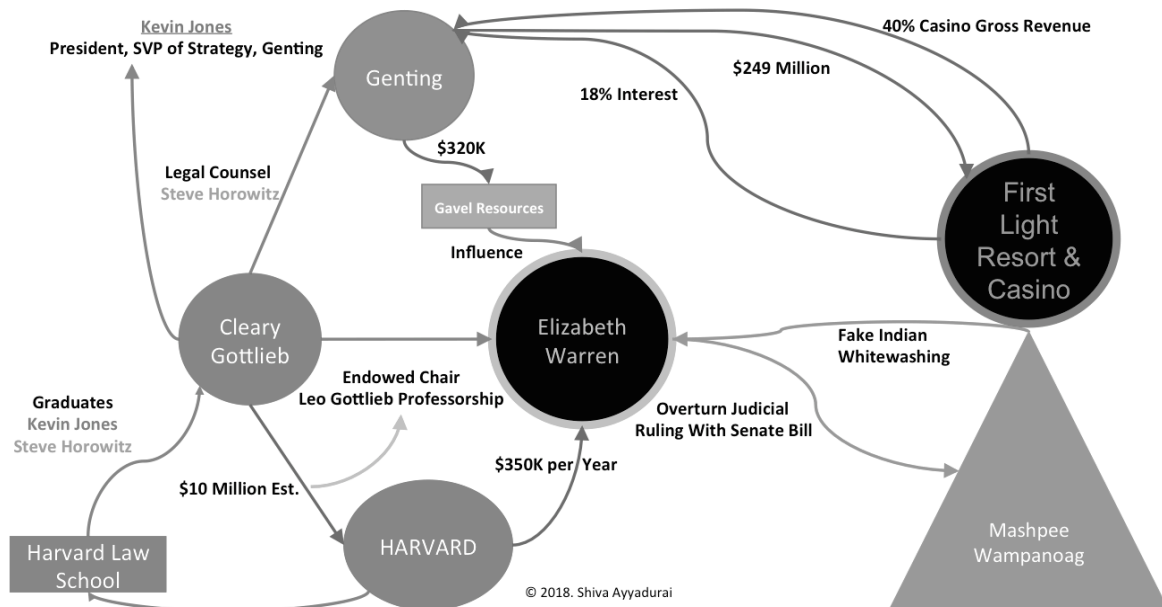 Kevin Jones
President, SVP of Strategy, Genting
Genting
40% Casino Gross Revenue
$249 Million
18% Interest
$320K
Legal Counsel
Steve Horowitz
Gavel Resources
Influence
First
Light
Resort &
Casino
Cleary
Gottlieb
Elizabeth
Warren
Fake Indian
Whitewashing
Endowed Chair
Leo Gottlieb Professorship
Graduates
Kevin Jones
Steve Horowitz
Overturn Judicial
Ruling With Senate Bill
$350K per Year
$10 Million Est.
Harvard Law
School
HARVARD
Mashpee
Wampanoag
© 2018. Shiva Ayyadurai